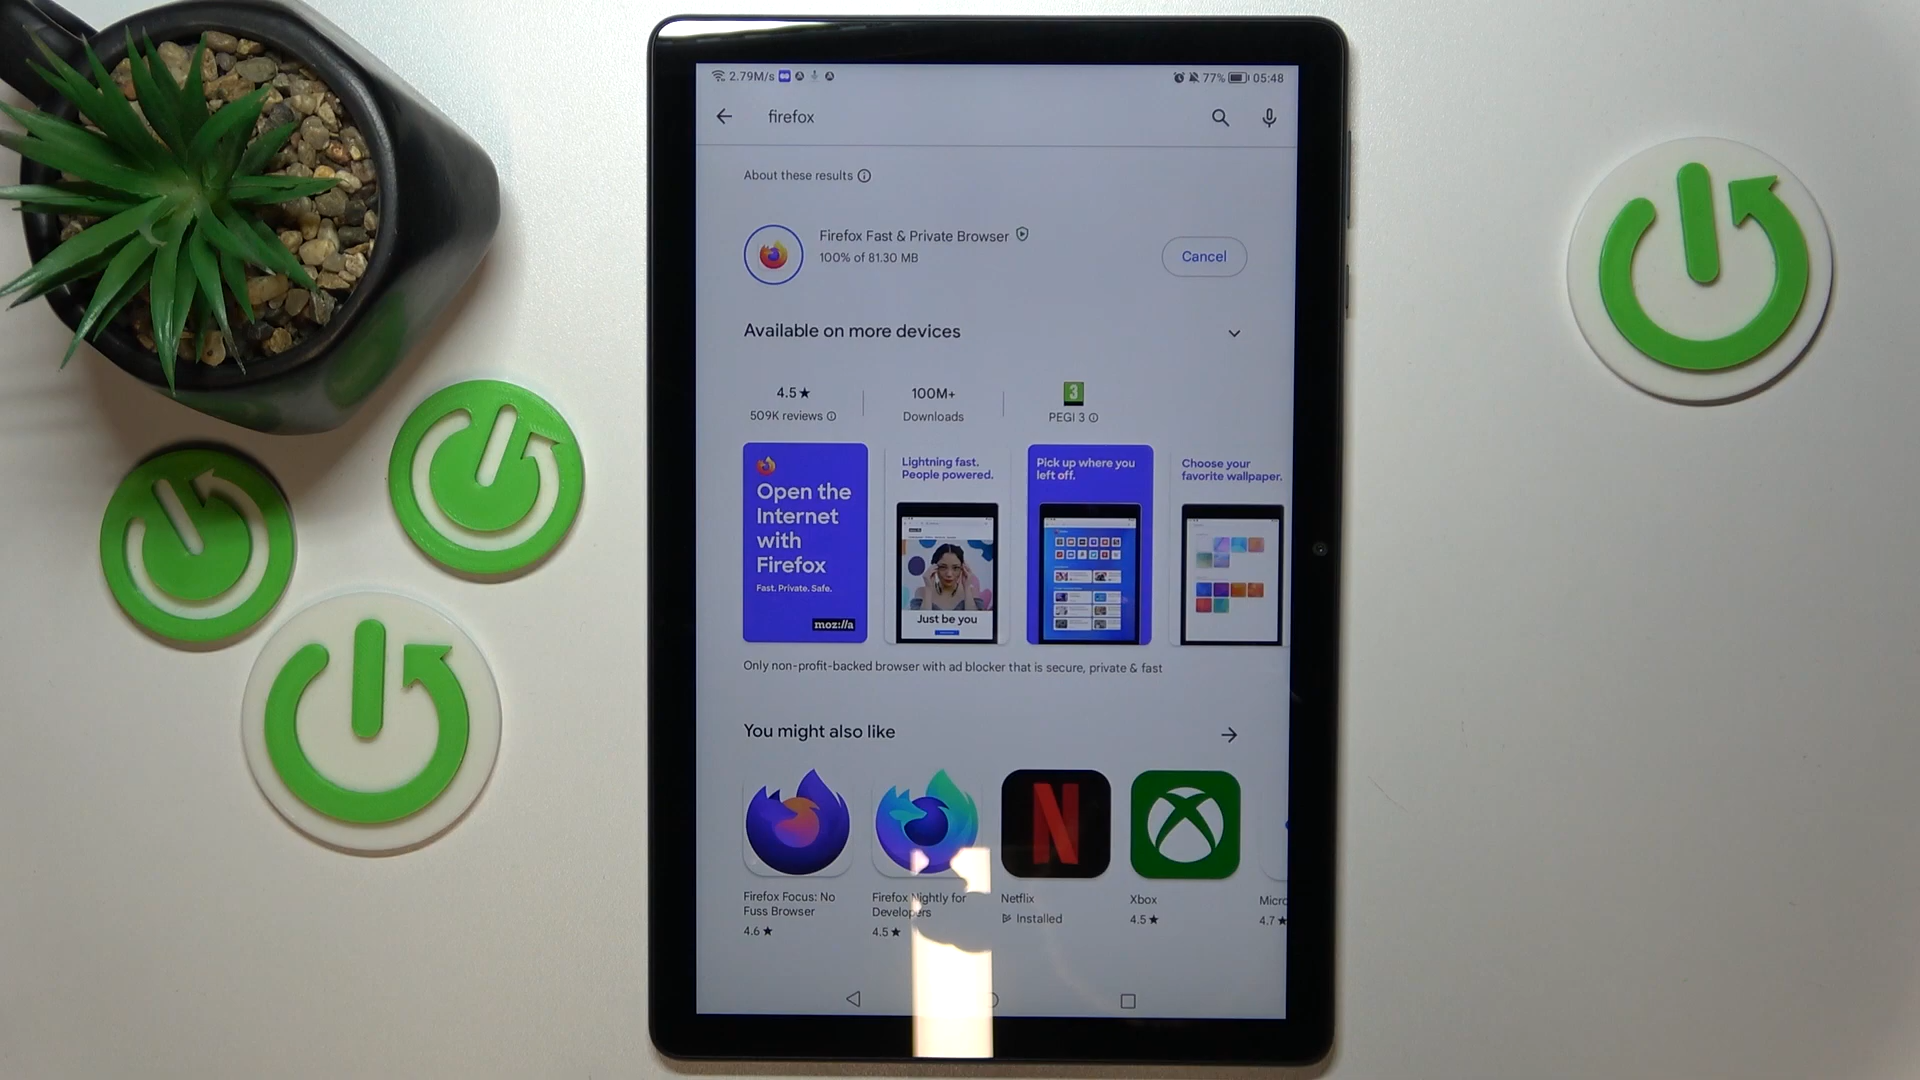 2.79M/s
77% 05:48
firefox
About these results
Firefox Fast & Private Browser
100% of 81.30 MB
Cancel
Available on more devices
4.5★
509K reviews
100M+
Downloads
3
PEGI 3
Open the
Internet
with
Firefox
Fast. Private. Safe.
moz://a
Lightning fast.
People powered.
Just be you
Pick up where you
left off.
Choose your
favorite wallpaper.
Only non-profit-backed browser with ad blocker that is secure, private & fast
You might also like
Firefox Focus: No
Fuss Browser
4.6★
Firefox Nightly for
Developers
4.5★
N
Netflix
Installed
Xbox
4.5★
Micro
4.7★